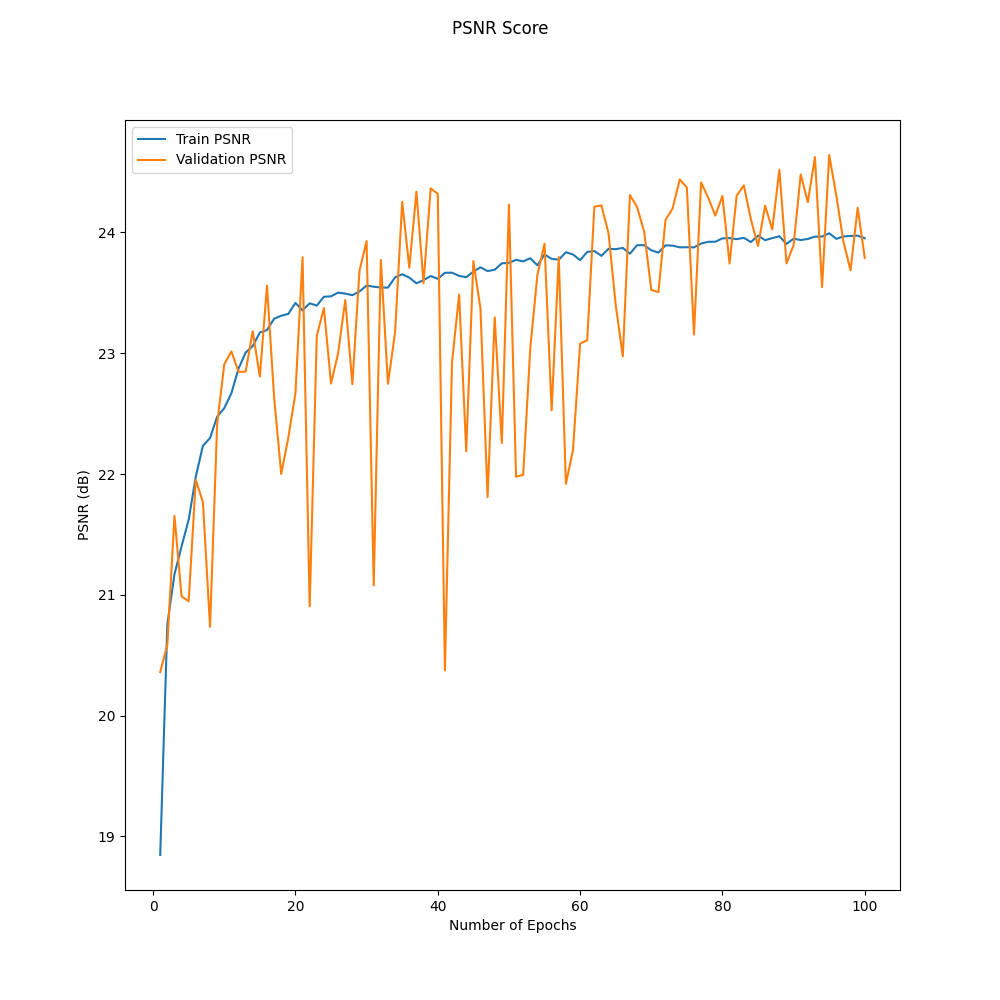 PSNR Score
Train PSNR
Validation PSNR
24
23
22
21
20
19
PSNR (dB)
0 20 40 60 80 100
Number of Epochs